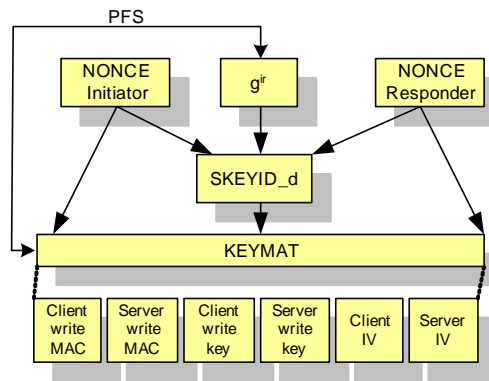 PFS
NONCE
Initiator
g^ir
NONCE
Responder
SKEYID_d
KEYMAT
Client
write
MAC
Server
write
MAC
Client
write
key
Server
write
key
Client
IV
Server
IV